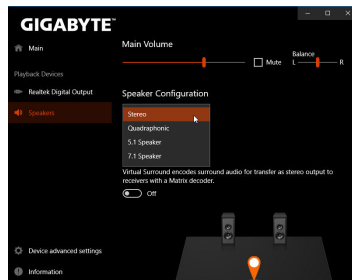 GIGABYTE™
Main
Playback Devices
Realtek Digital Output
Speakers
Device advanced settings
Information
Main Volume
Mute
Balance
L R
Speaker Configuration
Stereo
Quadraphonic
5.1 Speaker
7.1 Speaker
Virtual Surround encodes surround audio for transfer as stereo output to
receivers with a Matrix decoder.
Off